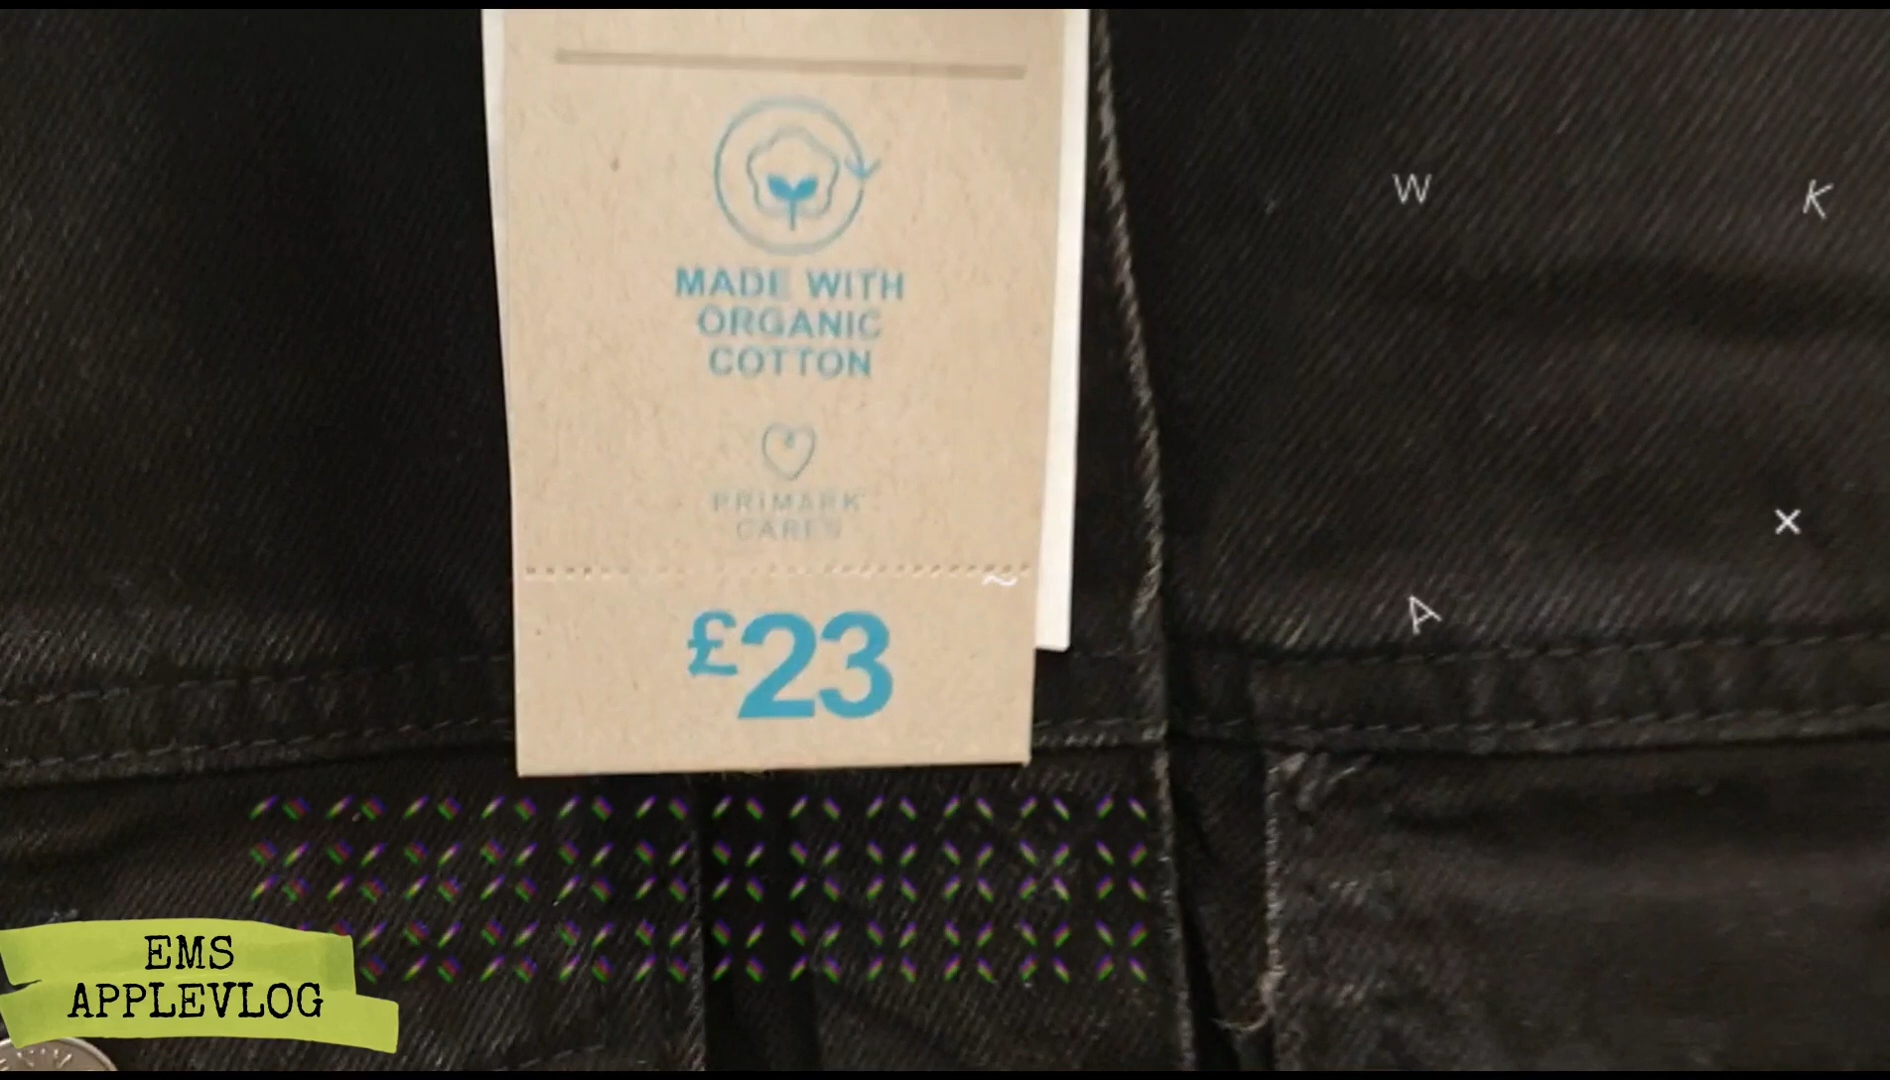 MADE WITH
ORGANIC
COTTON
PRIMARK
CARES
£23
W
K
X
A
~
EMS
APPLEVLOG